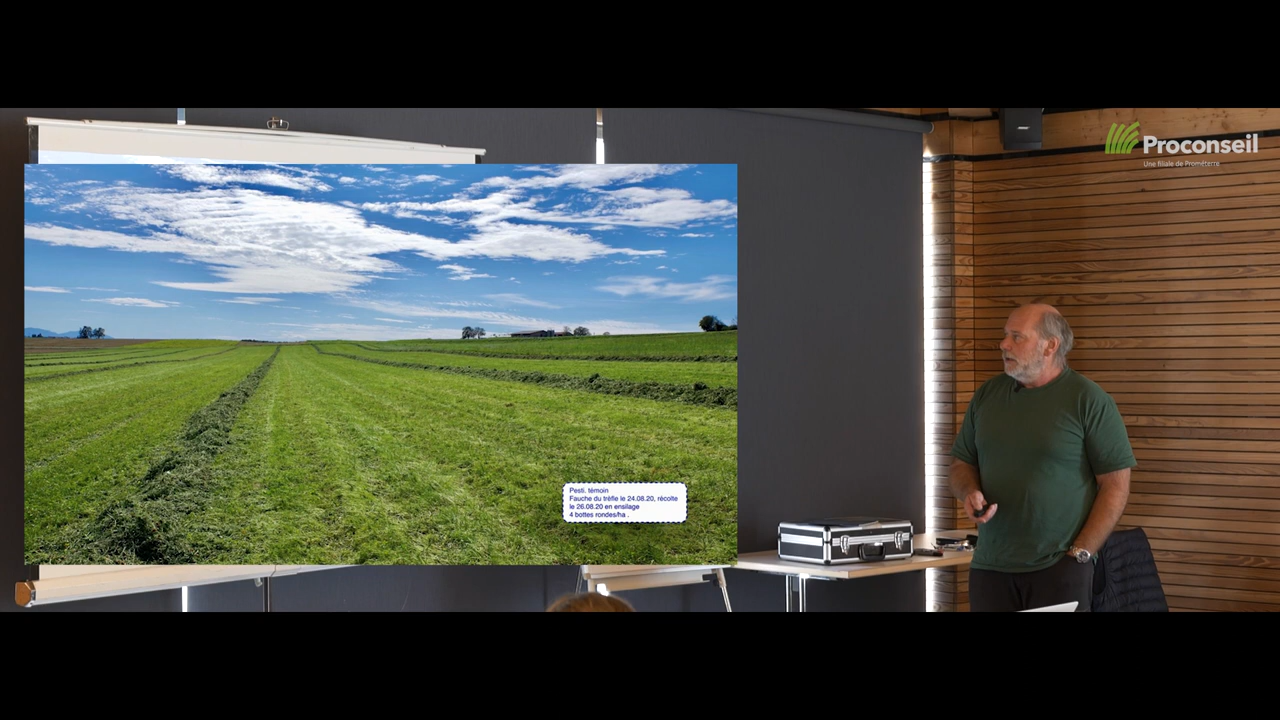 Proconseil
Une filiale de Prométerre
Pesti. témoin
Fauche du trèfle le 24.08.20, récolte
le 26.08.20 en ensilage
4 bottes rondes/ha .